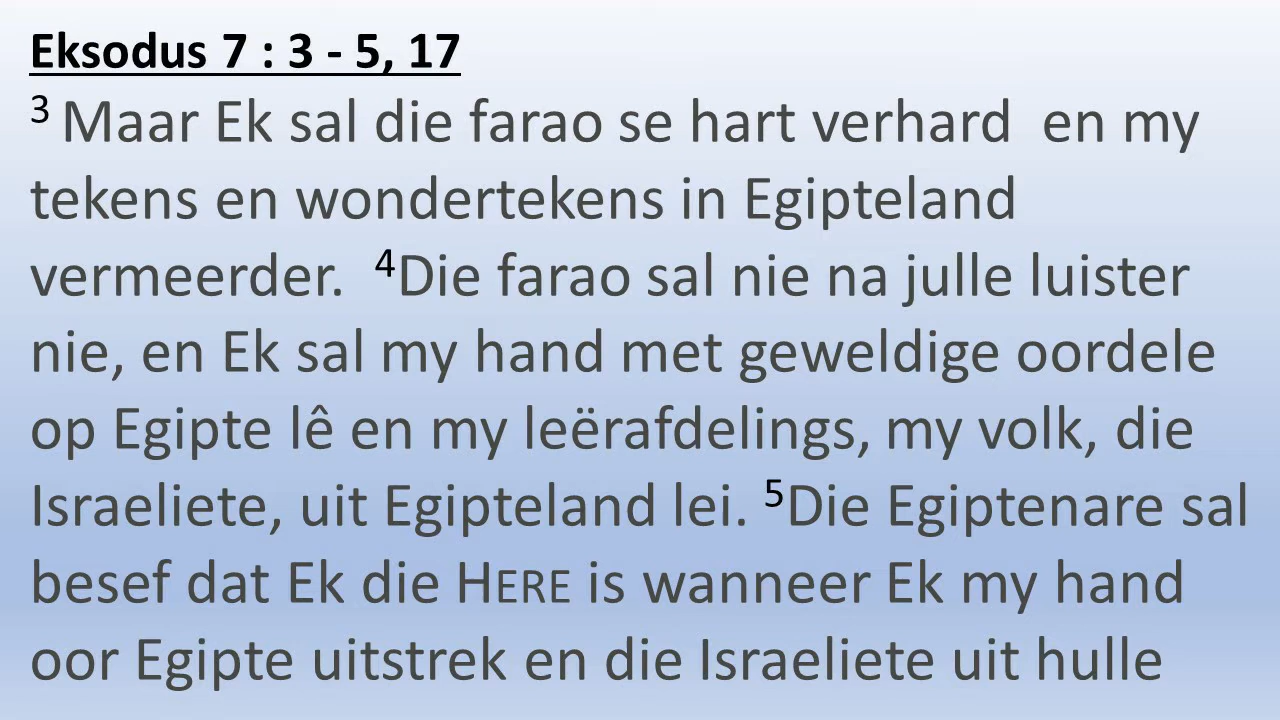 Eksodus 7 : 3 - 5, 17
3 Maar Ek sal die farao se hart verhard  en my
tekens en wondertekens in Egipteland
vermeerder.  4Die farao sal nie na julle luister
nie, en Ek sal my hand met geweldige oordele
op Egipte lê en my leërafdelings, my volk, die
Israeliete, uit Egipteland lei. 5Die Egiptenare sal
besef dat Ek die HERE is wanneer Ek my hand
oor Egipte uitstrek en die Israeliete uit hulle